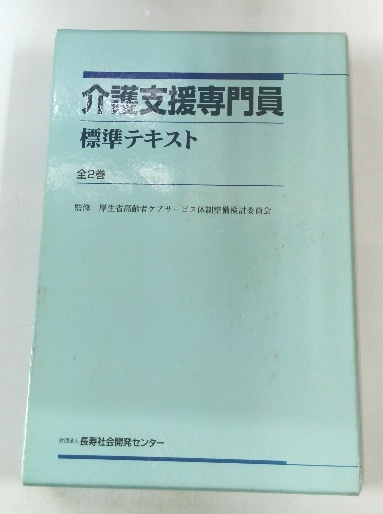 介護支援専門員
標準テキスト
全2巻
監修 厚生省高齢者ケアサービス体制整備検討委員会
財団法人 長寿社会開発センター